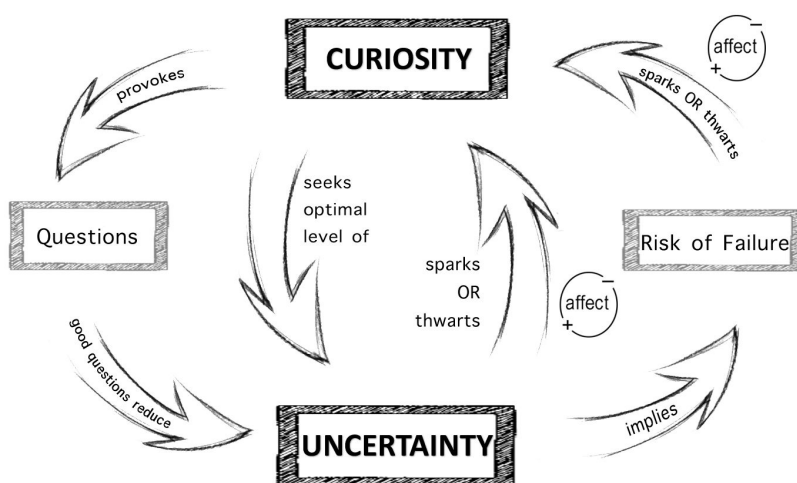 CURIOSITY
provokes
affect
+ −
sparks OR thwarts
seeks
optimal
level of
Questions
Risk of Failure
sparks
OR
thwarts
affect
+ −
good questions reduce
UNCERTAINTY
implies